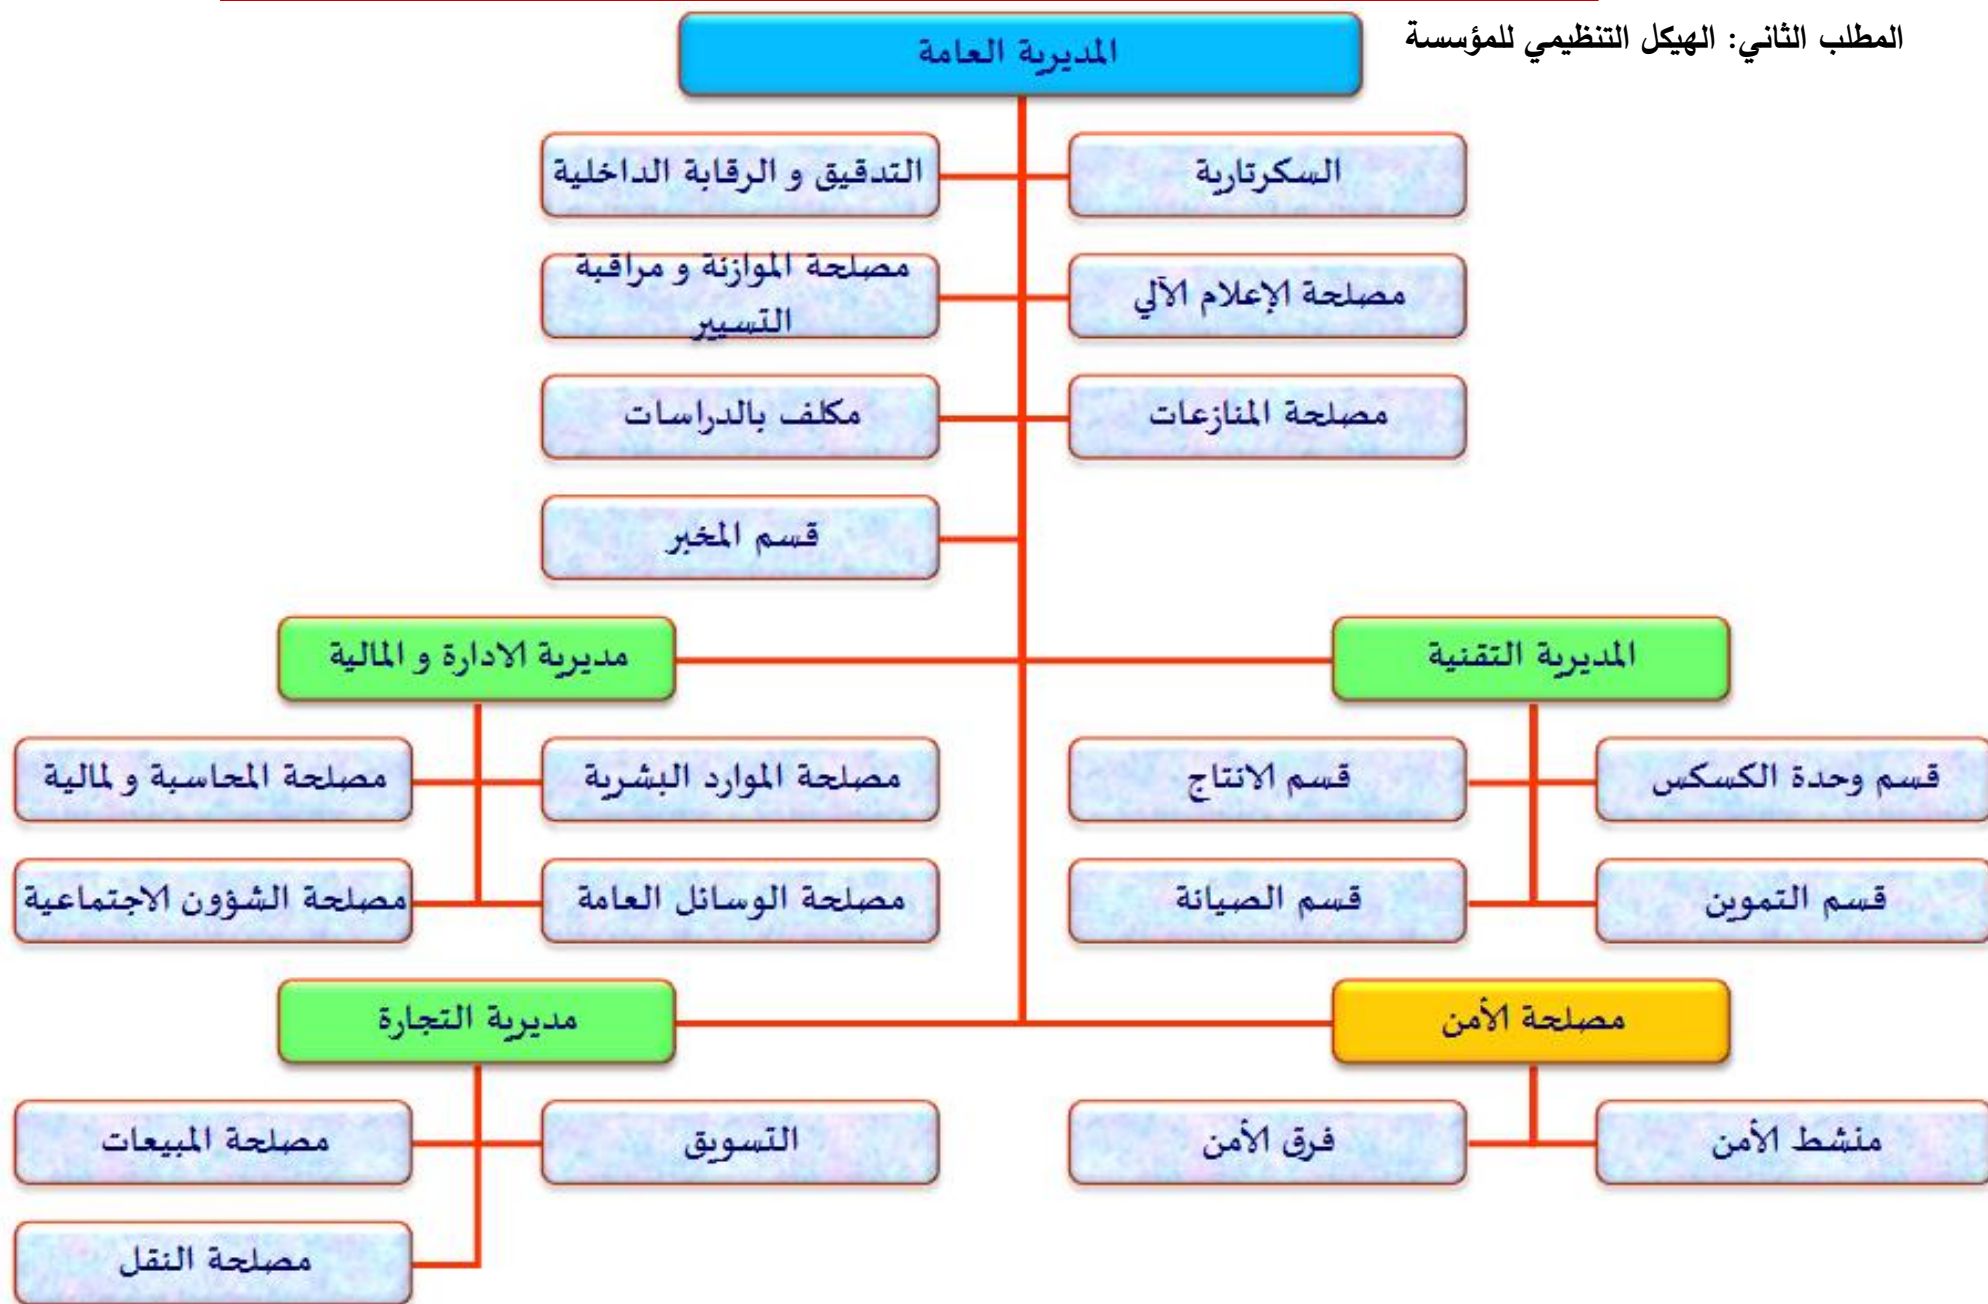 المطلب الثاني: الهيكل التنظيمي للمؤسسة
المديرية العامة
السكرتارية
التدقيق و الرقابة الداخلية
مصلحة الإعلام الآلي
مصلحة الموازنة و مراقبة
التسيير
مصلحة المنازعات
مكلف بالدراسات
قسم المخبر
المديرية التقنية
مديرية الادارة و المالية
قسم وحدة الكسكس
قسم الانتاج
مصلحة الموارد البشرية
مصلحة المحاسبة و لمالية
قسم التموين
قسم الصيانة
مصلحة الوسائل العامة
مصلحة الشؤون الاجتماعية
مصلحة الأمن
مديرية التجارة
منشط الأمن
فرق الأمن
التسويق
مصلحة المبيعات
مصلحة النقل